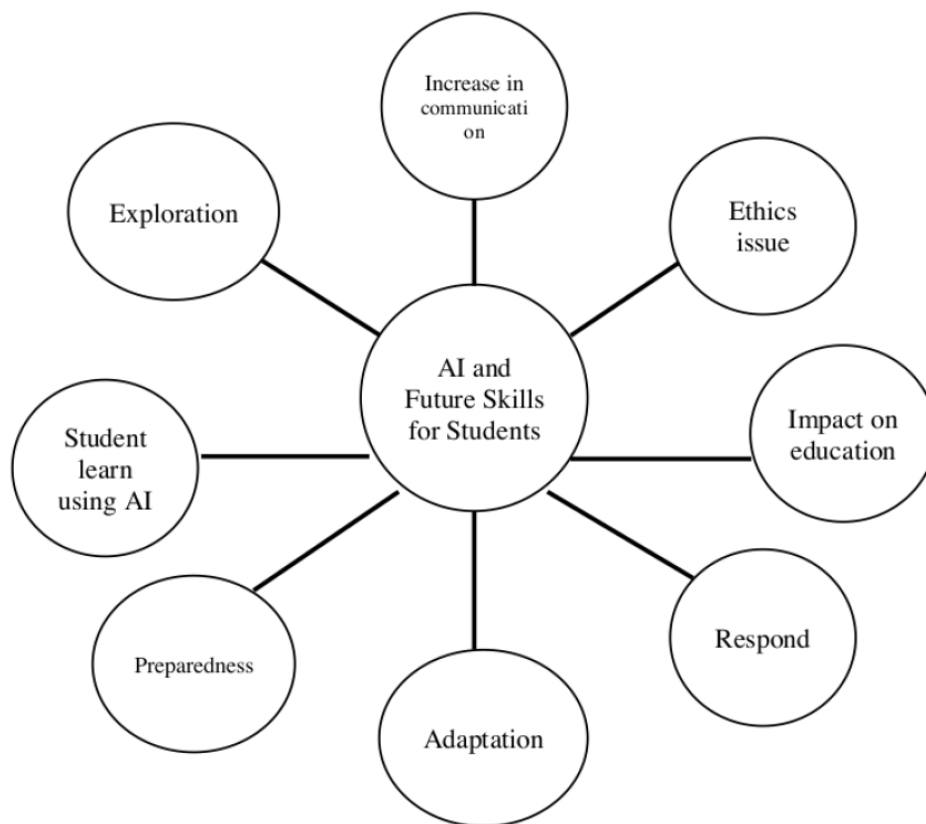 Increase in
communicati
on
Exploration
Ethics
issue
AI and
Future Skills
for Students
Impact on
education
Student
learn
using AI
Respond
Preparedness
Adaptation